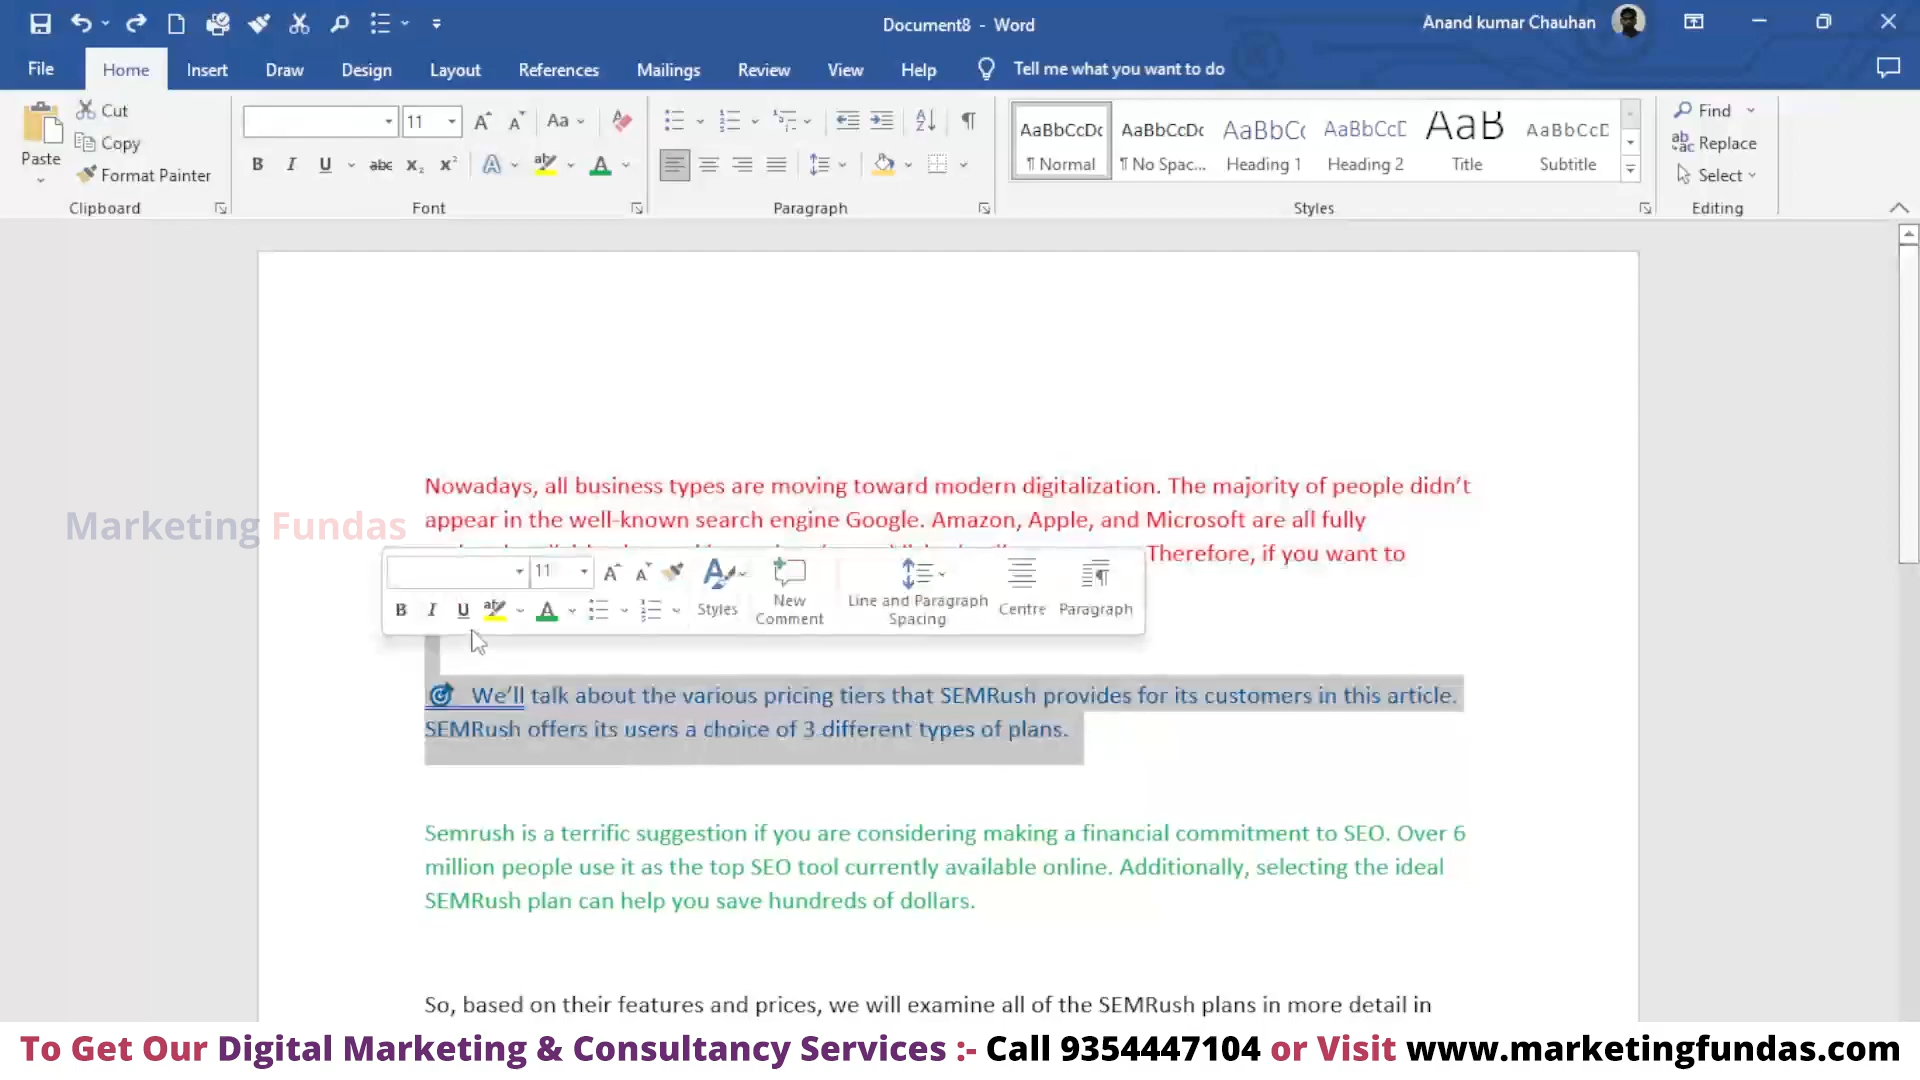 Document8 - Word
Anand kumar Chauhan
File Home Insert Draw Design Layout References Mailings Review View Help Tell me what you want to do
Paste
Cut
Copy
Format Painter
Clipboard
11
Aa
B I U abc X₂ X² A ab A
Font
Paragraph
AaBbCcDc AaBbCcDc AaBbC AaBbCcD AaB AaBbCcD
¶ Normal ¶ No Spac... Heading 1 Heading 2 Title Subtitle
Styles
Find
Replace
Select
Editing
Nowadays, all business types are moving toward modern digitalization. The majority of people didn't
appear in the well-known search engine Google. Amazon, Apple, and Microsoft are all fully
Therefore, if you want to
Marketing Fundas
11
B I U ab A
Styles
New Comment
Line and Paragraph Spacing
Centre
Paragraph
We'll talk about the various pricing tiers that SEMRush provides for its customers in this article.
SEMRush offers its users a choice of 3 different types of plans.
Semrush is a terrific suggestion if you are considering making a financial commitment to SEO. Over 6
million people use it as the top SEO tool currently available online. Additionally, selecting the ideal
SEMRush plan can help you save hundreds of dollars.
So, based on their features and prices, we will examine all of the SEMRush plans in more detail in
To Get Our Digital Marketing & Consultancy Services :- Call 9354447104 or Visit www.marketingfundas.com